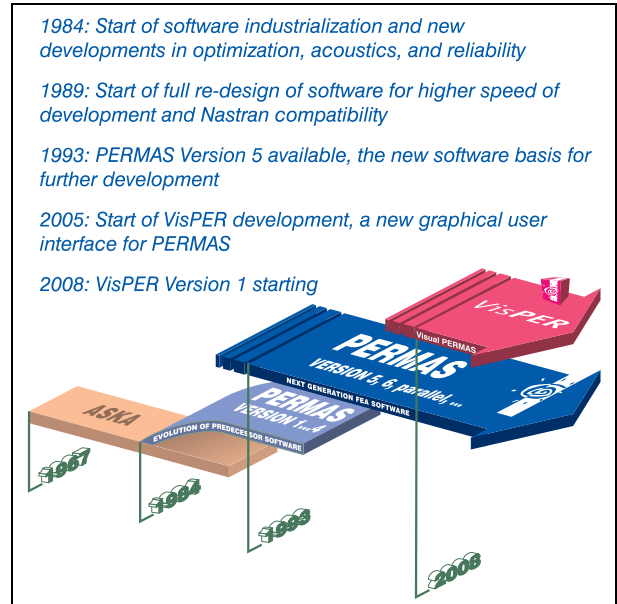 1984: Start of software industrialization and new
developments in optimization, acoustics, and reliability
1989: Start of full re-design of software for higher speed of
development and Nastran compatibility
1993: PERMAS Version 5 available, the new software basis for
further development
2005: Start of VisPER development, a new graphical user
interface for PERMAS
2008: VisPER Version 1 starting
VisPER
Visual PERMAS
PERMAS
VERSION 5, 6, parallel, ...
NEXT GENERATION FEA SOFTWARE
ASKA
PERMAS
VERSION 1...4
EVOLUTION OF PREDECESSOR SOFTWARE
1967
1984
1993
2008